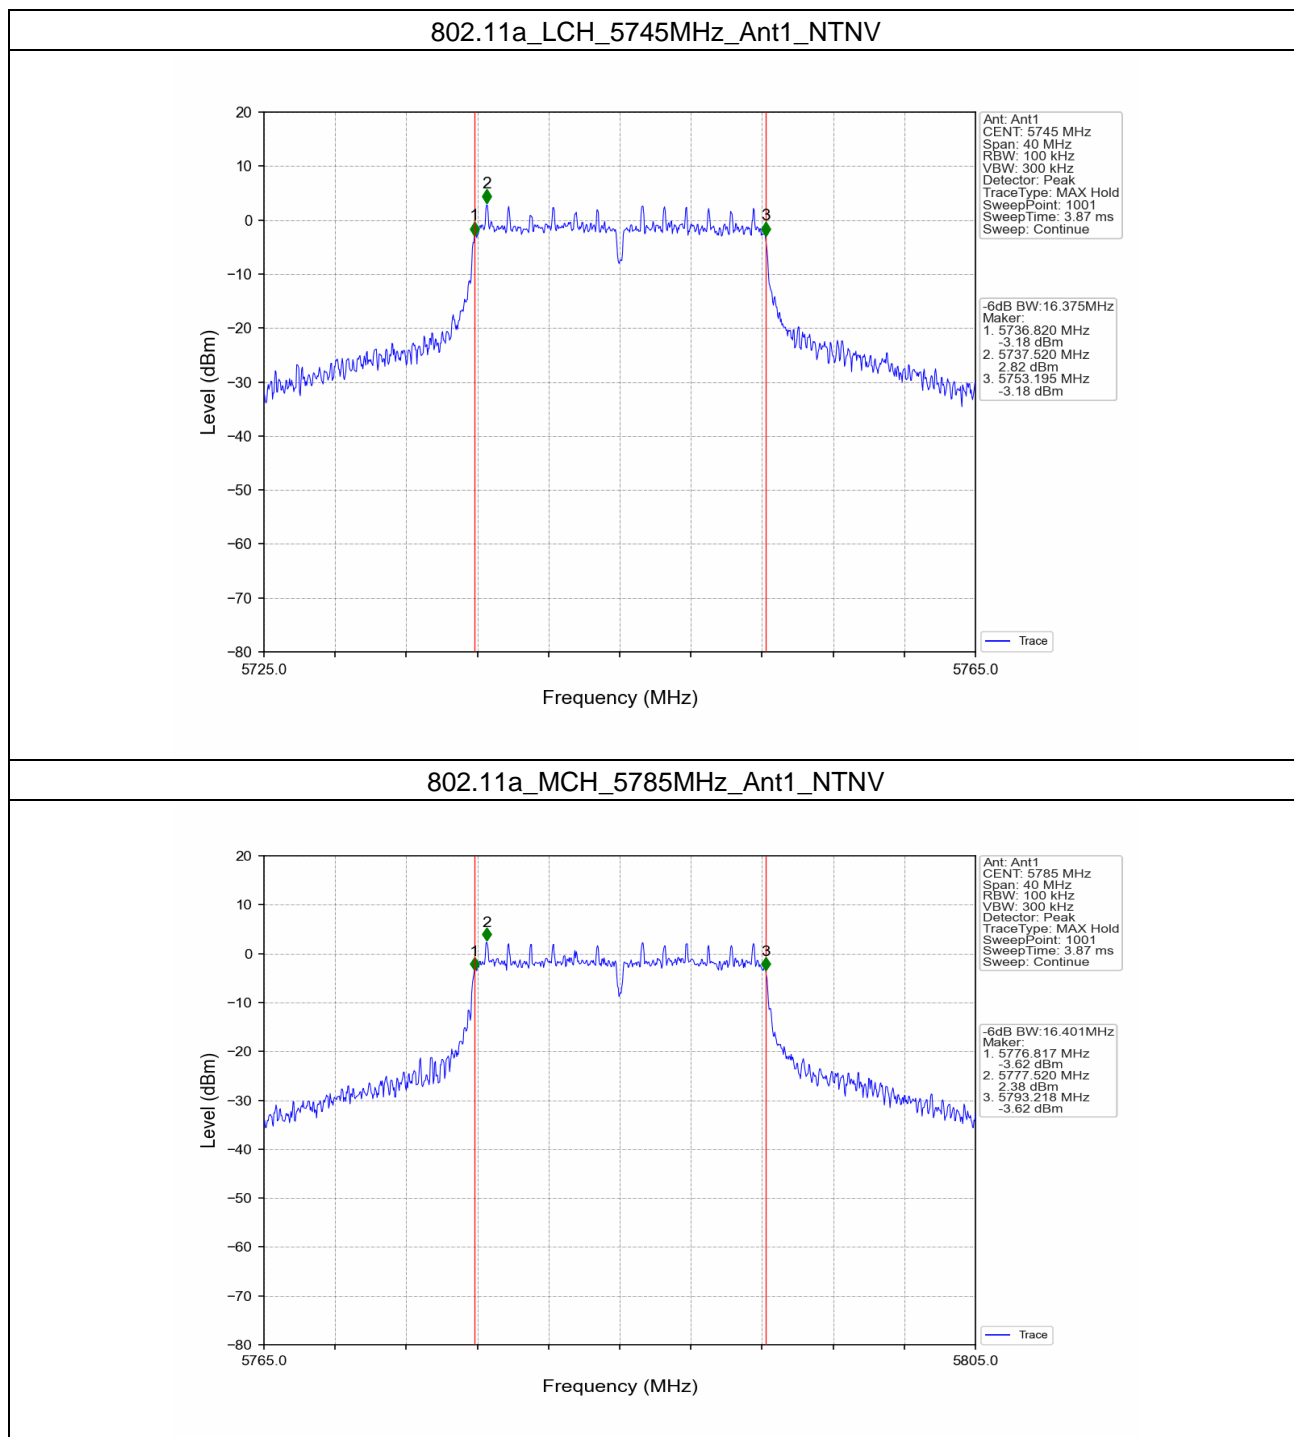 802.11a_LCH_5745MHz_Ant1_NTNV
20
10
0
−10
−20
−30
−40
−50
−60
−70
−80
Level (dBm)
1
2
3
5725.0
5765.0
Frequency (MHz)
Ant: Ant1
CENT: 5745 MHz
Span: 40 MHz
RBW: 100 kHz
VBW: 300 kHz
Detector: Peak
TraceType: MAX Hold
SweepPoint: 1001
SweepTime: 3.87 ms
Sweep: Continue
-6dB BW:16.375MHz
Maker:
1. 5736.820 MHz
-3.18 dBm
2. 5737.520 MHz
2.82 dBm
3. 5753.195 MHz
-3.18 dBm
Trace
802.11a_MCH_5785MHz_Ant1_NTNV
20
10
0
−10
−20
−30
−40
−50
−60
−70
−80
Level (dBm)
1
2
3
5765.0
5805.0
Frequency (MHz)
Ant: Ant1
CENT: 5785 MHz
Span: 40 MHz
RBW: 100 kHz
VBW: 300 kHz
Detector: Peak
TraceType: MAX Hold
SweepPoint: 1001
SweepTime: 3.87 ms
Sweep: Continue
-6dB BW:16.401MHz
Maker:
1. 5776.817 MHz
-3.62 dBm
2. 5777.520 MHz
2.38 dBm
3. 5793.218 MHz
-3.62 dBm
Trace